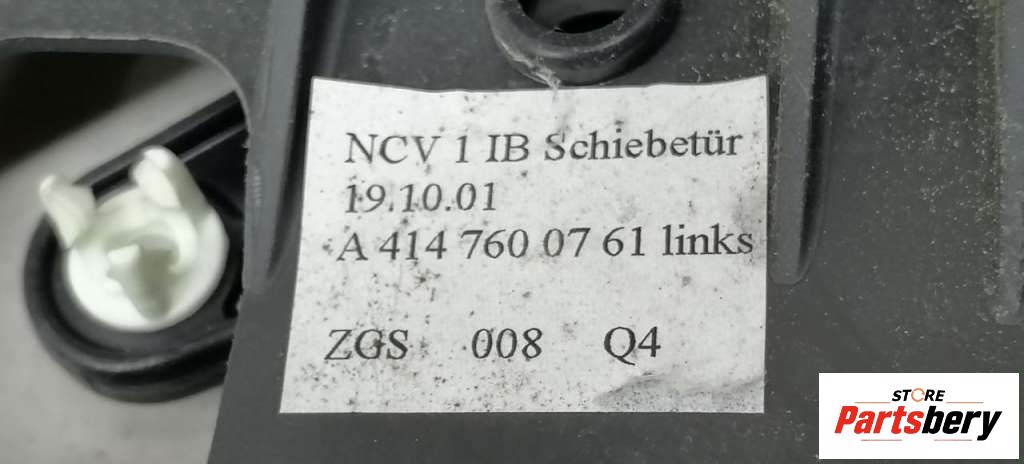 NCV 1 IB Schiebetür
19.10.01
A 414 760 07 61 links
ZGS 008 Q4
STORE
Partsbery